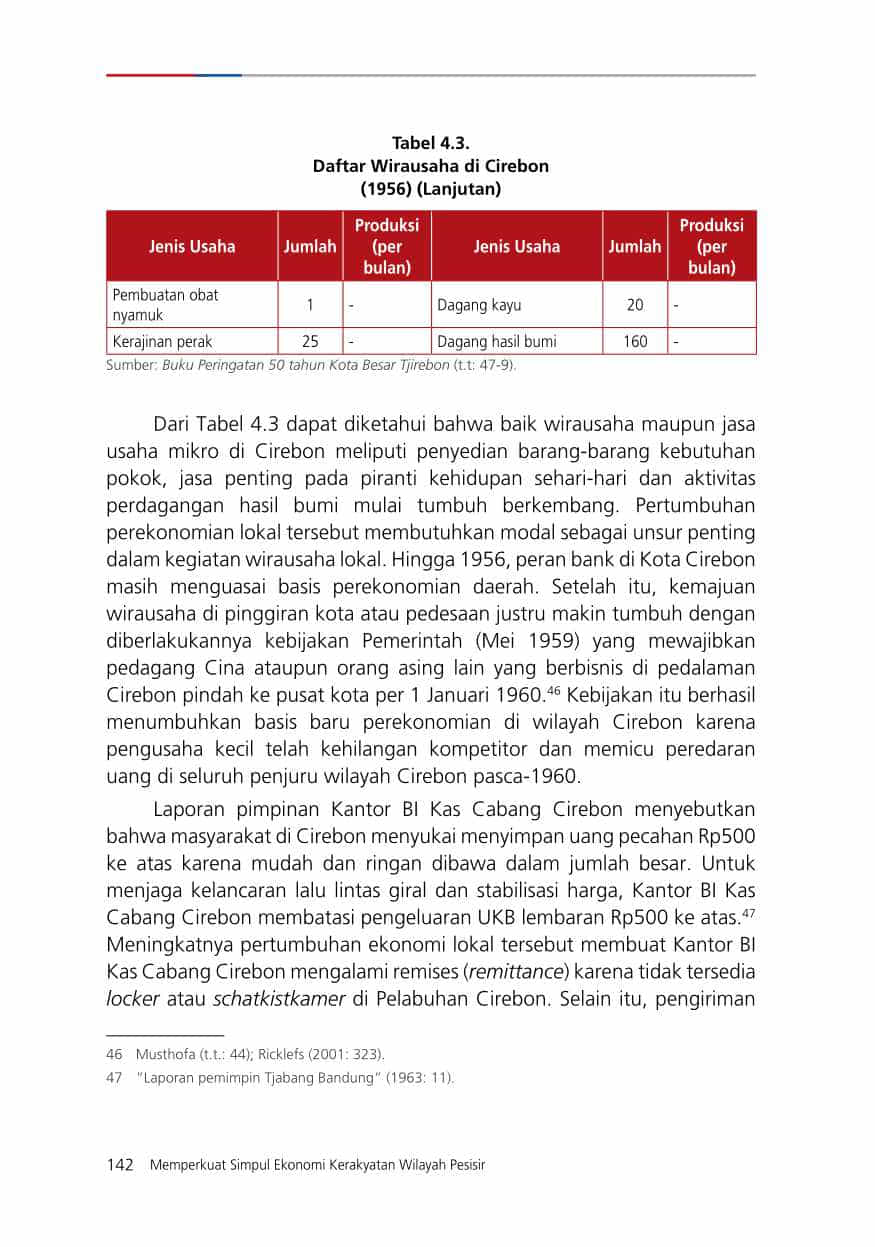 Tabel 4.3.
Daftar Wirausaha di Cirebon
(1956) (Lanjutan)
Jenis Usaha Jumlah Produksi (per bulan) Jenis Usaha Jumlah Produksi (per bulan)
Pembuatan obat nyamuk 1 - Dagang kayu 20 -
Kerajinan perak 25 - Dagang hasil bumi 160 -
Sumber: Buku Peringatan 50 tahun Kota Besar Tjirebon (t.t: 47-9).
Dari Tabel 4.3 dapat diketahui bahwa baik wirausaha maupun jasa
usaha mikro di Cirebon meliputi penyedian barang-barang kebutuhan
pokok, jasa penting pada piranti kehidupan sehari-hari dan aktivitas
perdagangan hasil bumi mulai tumbuh berkembang. Pertumbuhan
perekonomian lokal tersebut membutuhkan modal sebagai unsur penting
dalam kegiatan wirausaha lokal. Hingga 1956, peran bank di Kota Cirebon
masih menguasai basis perekonomian daerah. Setelah itu, kemajuan
wirausaha di pinggiran kota atau pedesaan justru makin tumbuh dengan
diberlakukannya kebijakan Pemerintah (Mei 1959) yang mewajibkan
pedagang Cina ataupun orang asing lain yang berbisnis di pedalaman
Cirebon pindah ke pusat kota per 1 Januari 1960.46 Kebijakan itu berhasil
menumbuhkan basis baru perekonomian di wilayah Cirebon karena
pengusaha kecil telah kehilangan kompetitor dan memicu peredaran
uang di seluruh penjuru wilayah Cirebon pasca-1960.
Laporan pimpinan Kantor BI Kas Cabang Cirebon menyebutkan
bahwa masyarakat di Cirebon menyukai menyimpan uang pecahan Rp500
ke atas karena mudah dan ringan dibawa dalam jumlah besar. Untuk
menjaga kelancaran lalu lintas giral dan stabilisasi harga, Kantor BI Kas
Cabang Cirebon membatasi pengeluaran UKB lembaran Rp500 ke atas.47
Meningkatnya pertumbuhan ekonomi lokal tersebut membuat Kantor BI
Kas Cabang Cirebon mengalami remises (remittance) karena tidak tersedia
locker atau schatkistkamer di Pelabuhan Cirebon. Selain itu, pengiriman
46 Musthofa (t.t.: 44); Ricklefs (2001: 323).
47 "Laporan pemimpin Tjabang Bandung" (1963: 11).
142 Memperkuat Simpul Ekonomi Kerakyatan Wilayah Pesisir